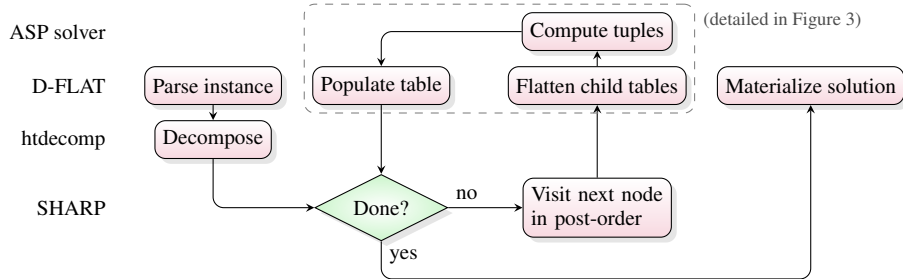 ASP solver
Compute tuples
(detailed in Figure 3)
D-FLAT
Parse instance
Populate table
Flatten child tables
Materialize solution
htdecomp
Decompose
SHARP
Done?
no
Visit next node
in post-order
yes